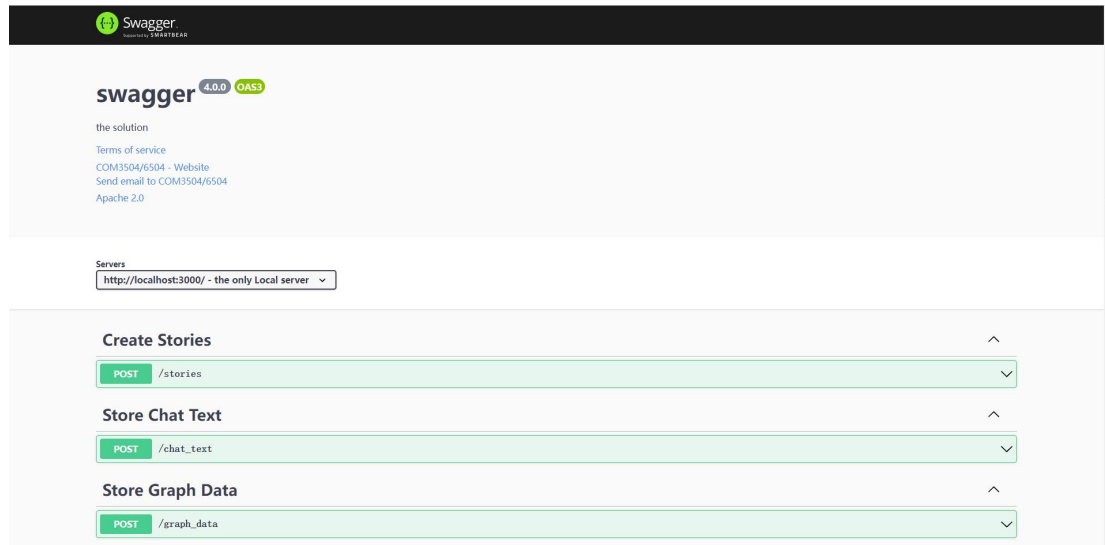 Swagger.
Supported by SMARTBEAR
swagger 4.0.0 OAS3
the solution
Terms of service
COM3504/6504 - Website
Send email to COM3504/6504
Apache 2.0
Servers
http://localhost:3000/ - the only Local server
Create Stories
POST /stories
Store Chat Text
POST /chat_text
Store Graph Data
POST /graph_data